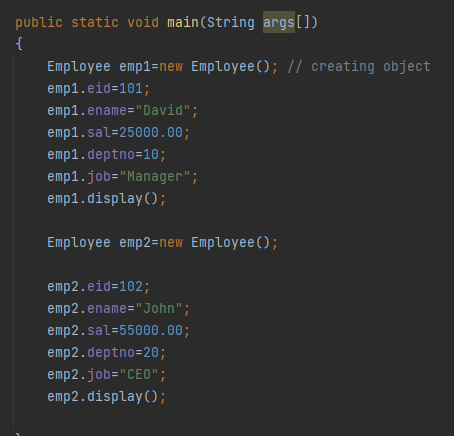 public static void main(String args[])
{
Employee emp1=new Employee(); // creating object
emp1.eid=101;
emp1.ename="David";
emp1.sal=25000.00;
emp1.deptno=10;
emp1.job="Manager";
emp1.display();
Employee emp2=new Employee();
emp2.eid=102;
emp2.ename="John";
emp2.sal=55000.00;
emp2.deptno=20;
emp2.job="CEO";
emp2.display();
}